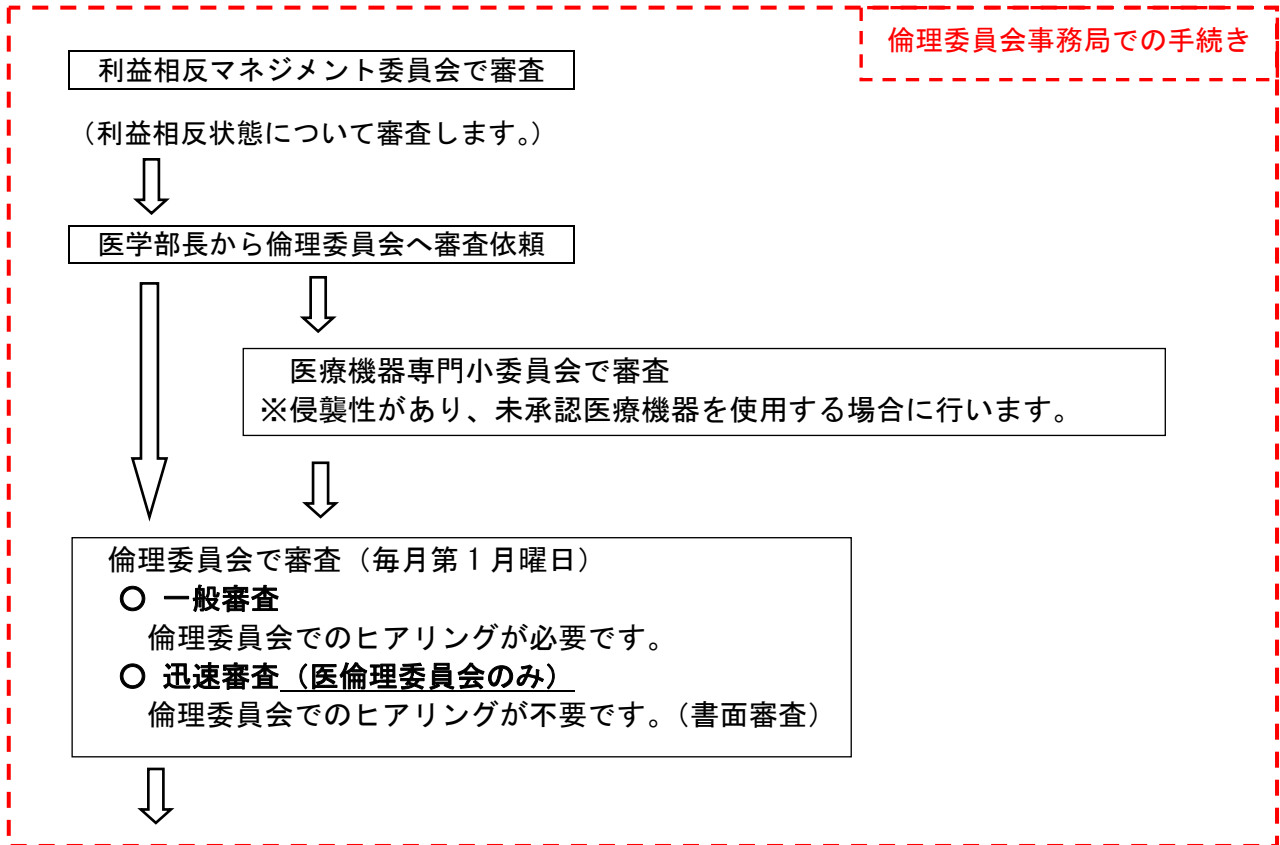 倫理委員会事務局での手続き
利益相反マネジメント委員会で審査
（利益相反状態について審査します。）
医学部長から倫理委員会へ審査依頼
医療機器専門小委員会で審査
※侵襲性があり、未承認医療機器を使用する場合に行います。
倫理委員会で審査（毎月第１月曜日）
〇 一般審査
倫理委員会でのヒアリングが必要です。
〇 迅速審査（医倫理委員会のみ）
倫理委員会でのヒアリングが不要です。（書面審査）